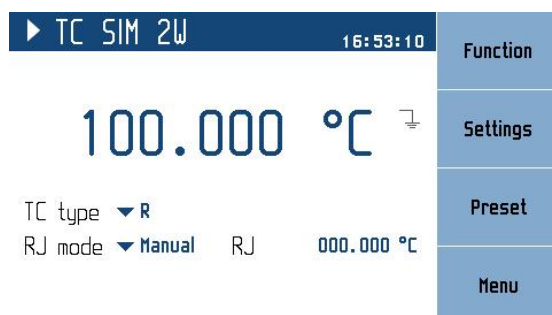 TC SIM 2W 16:53:10
100.000 °C
TC type R
RJ mode Manual RJ 000.000 °C
Function
Settings
Preset
Menu